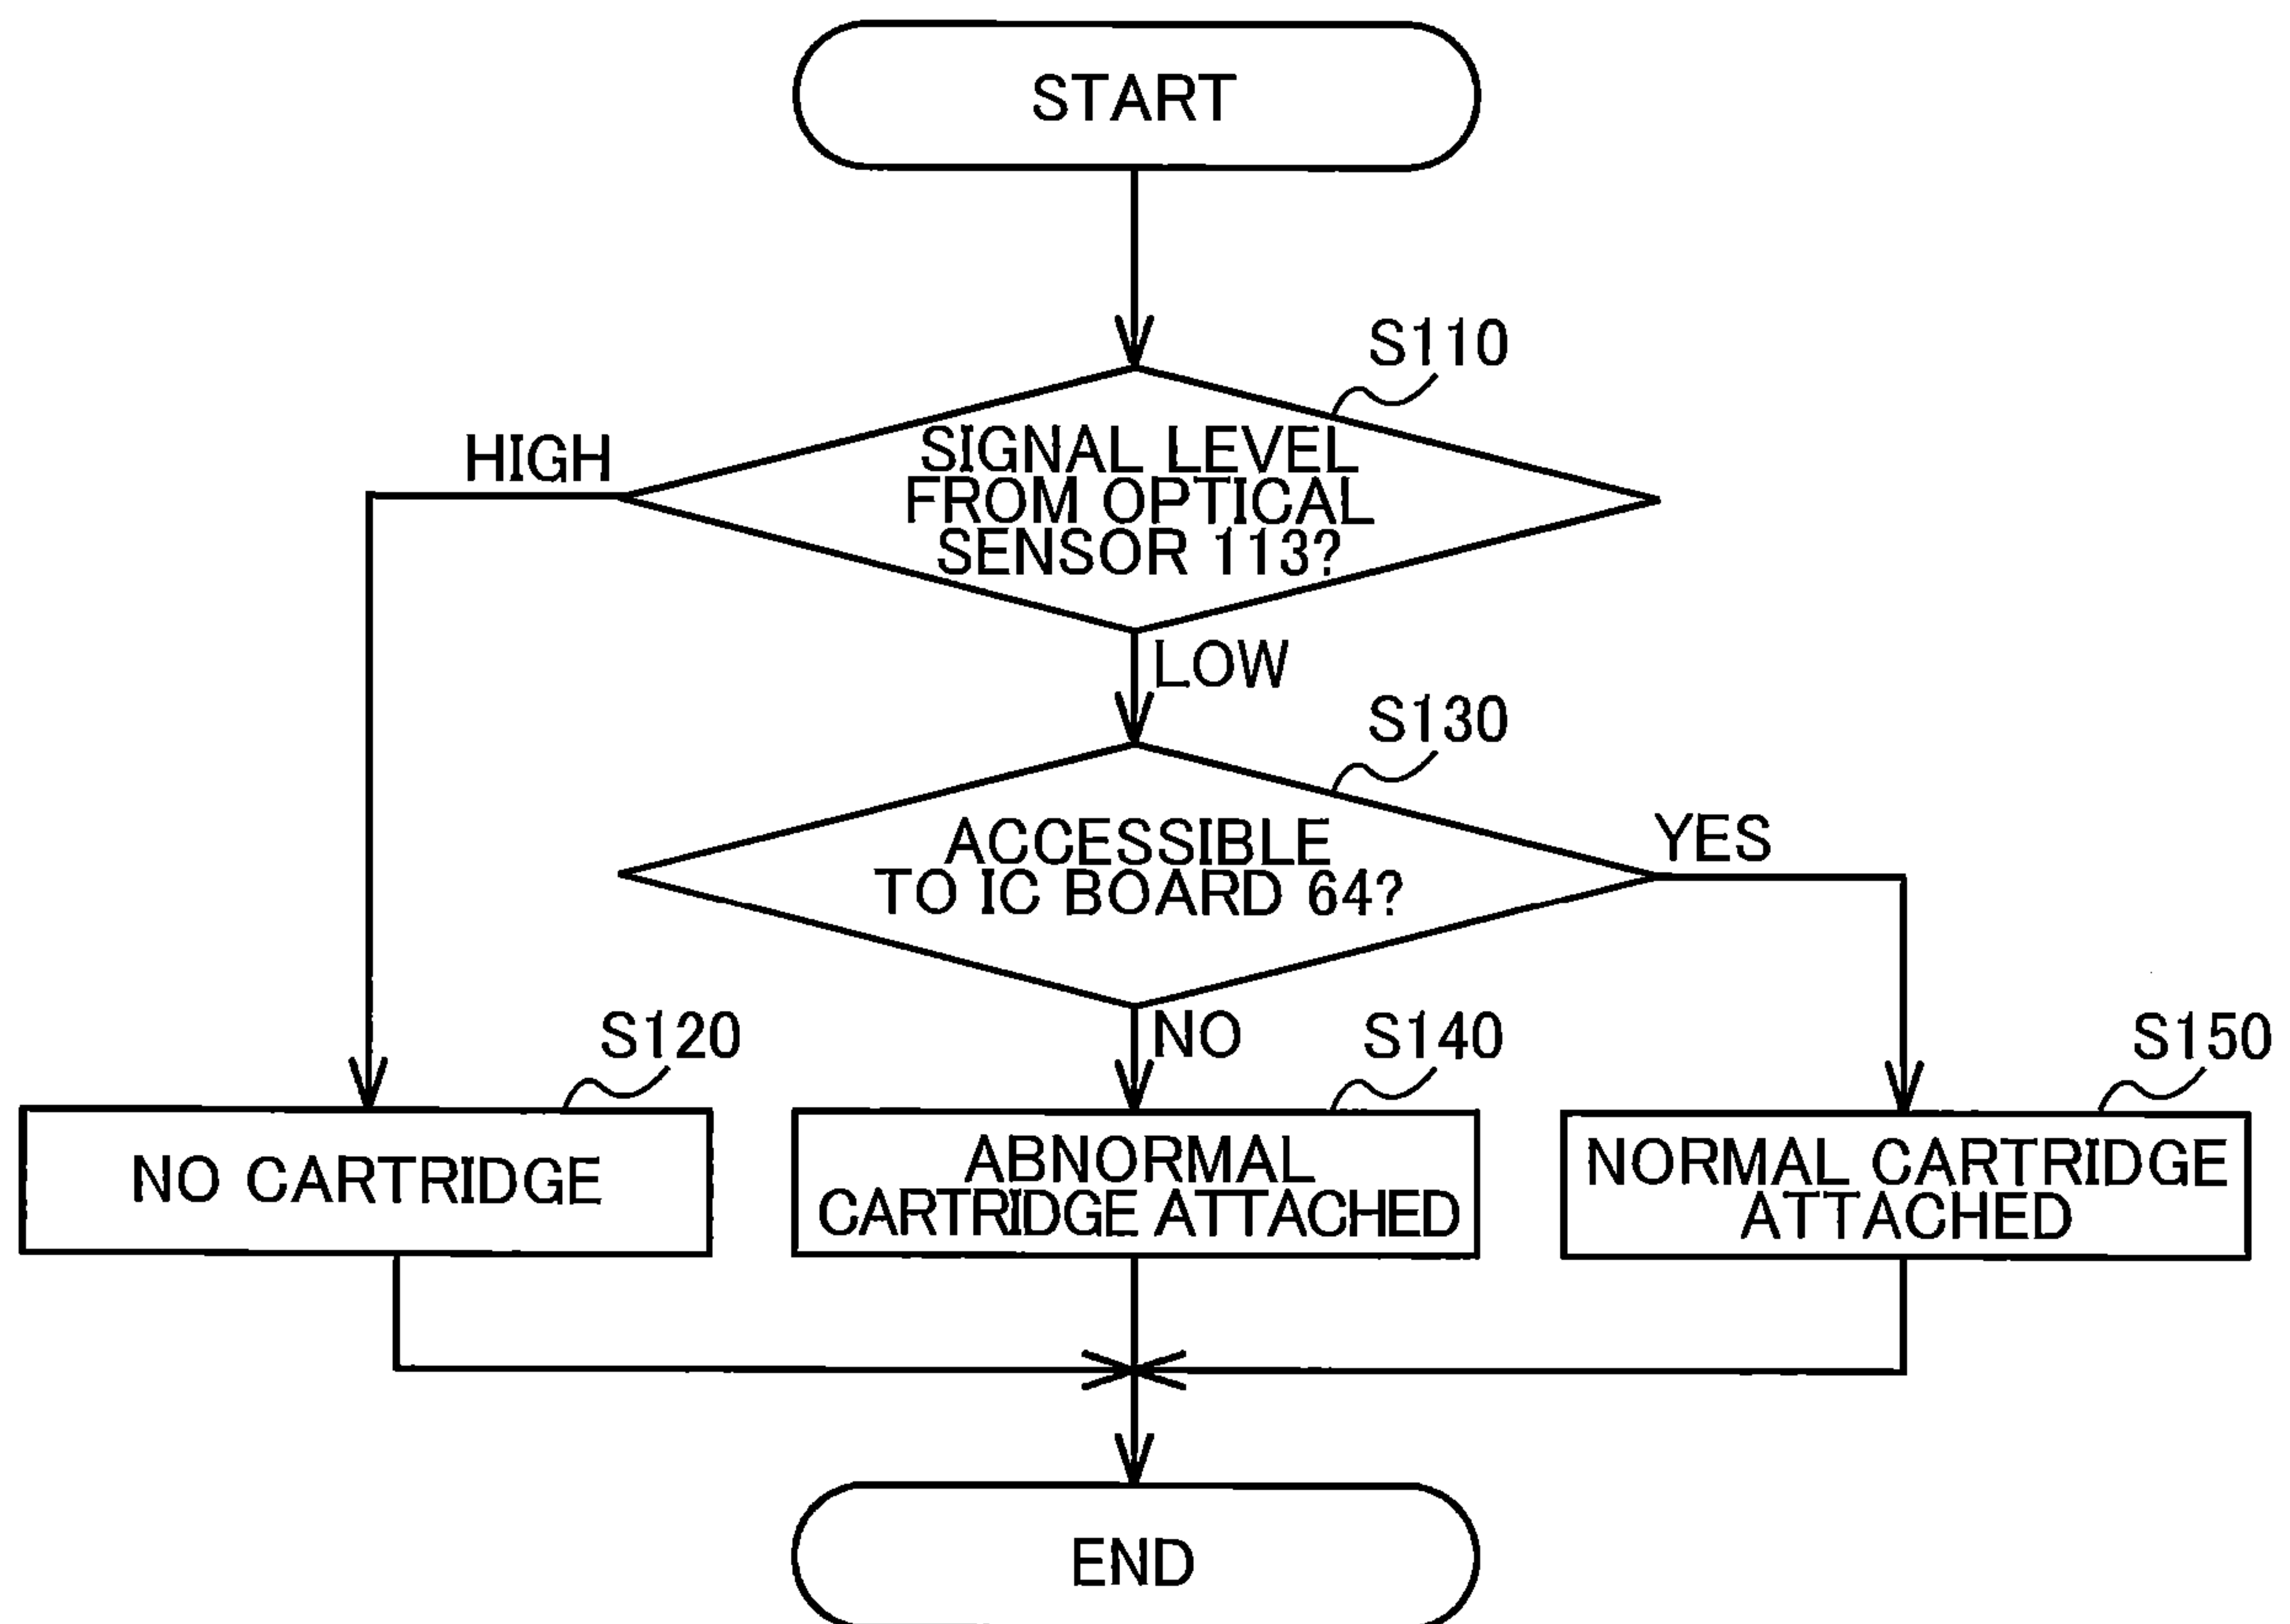 START
S110
HIGH
SIGNAL LEVEL
FROM OPTICAL
SENSOR 113?
LOW
S130
ACCESSIBLE
TO IC BOARD 64?
YES
NO
S120
S140
S150
NO CARTRIDGE
ABNORMAL
CARTRIDGE ATTACHED
NORMAL CARTRIDGE
ATTACHED
END